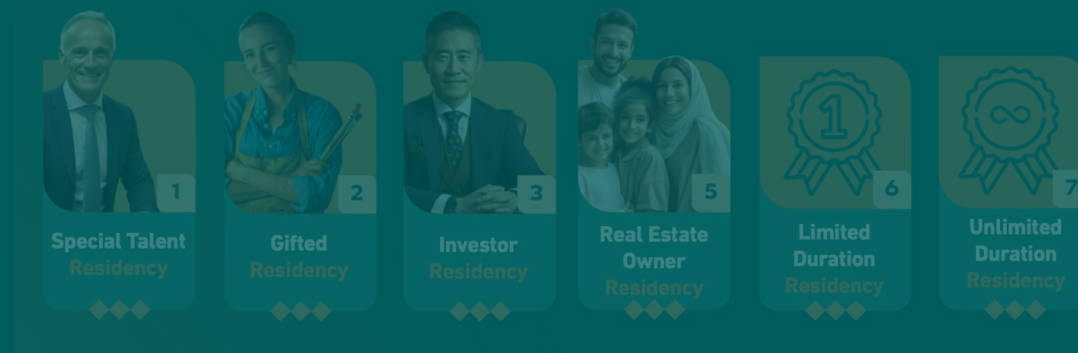 1
Special Talent
Residency
2
Gifted
Residency
3
Investor
Residency
5
Real Estate
Owner
Residency
1
6
Limited
Duration
Residency
7
Unlimited
Duration
Residency